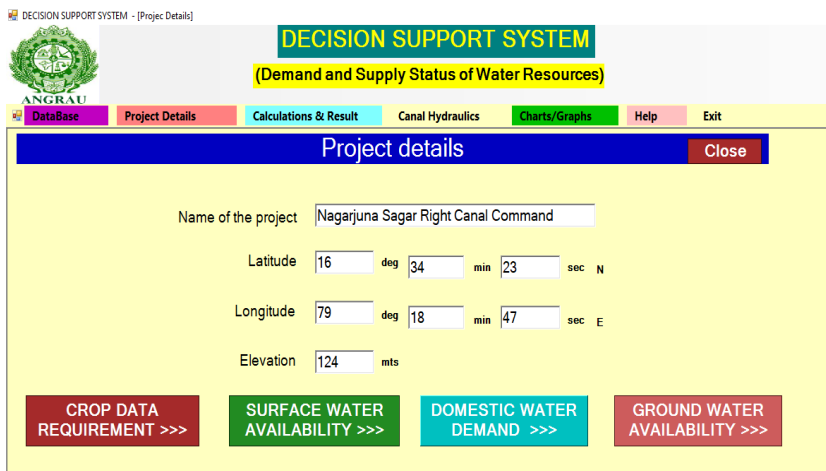 DECISION SUPPORT SYSTEM - [Projec Details]
DECISION SUPPORT SYSTEM
(Demand and Supply Status of Water Resources)
ANGRAU
DataBase Project Details Calculations & Result Canal Hydraulics Charts/Graphs Help Exit
Project details Close
Name of the project Nagarjuna Sagar Right Canal Command
Latitude 16 deg 34 min 23 sec N
Longitude 79 deg 18 min 47 sec E
Elevation 124 mts
CROP DATA
REQUIREMENT >>>
SURFACE WATER
AVAILABILITY >>>
DOMESTIC WATER
DEMAND >>>
GROUND WATER
AVAILABILITY >>>